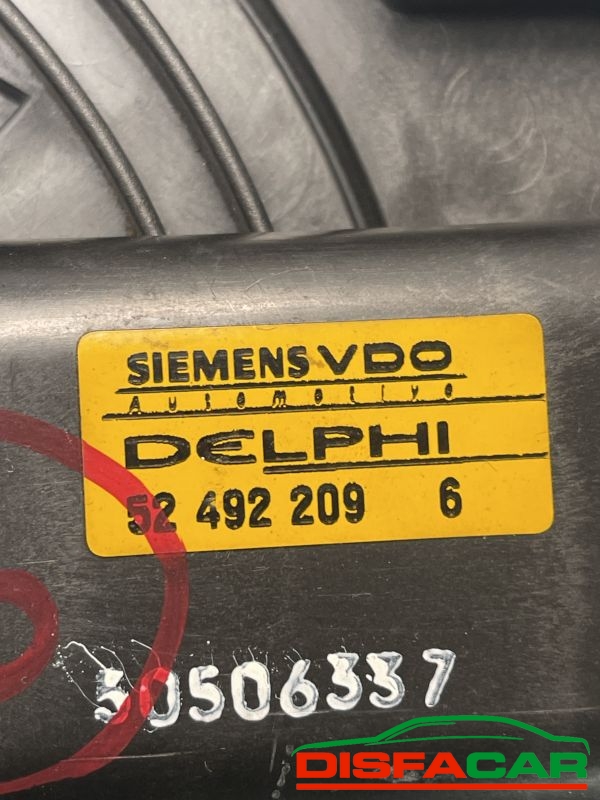 SIEMENS VDO
Automotive
DELPHI
52 492 209 6
50506337
DISFACAR